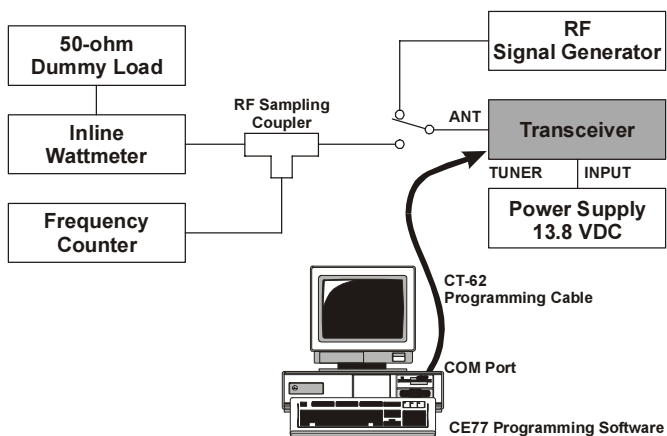 50-ohm
Dummy Load
RF
Signal Generator
RF Sampling
Coupler
ANT
Inline
Wattmeter
Transceiver
TUNER
INPUT
Frequency
Counter
Power Supply
13.8 VDC
CT-62
Programming Cable
COM Port
CE77 Programming Software